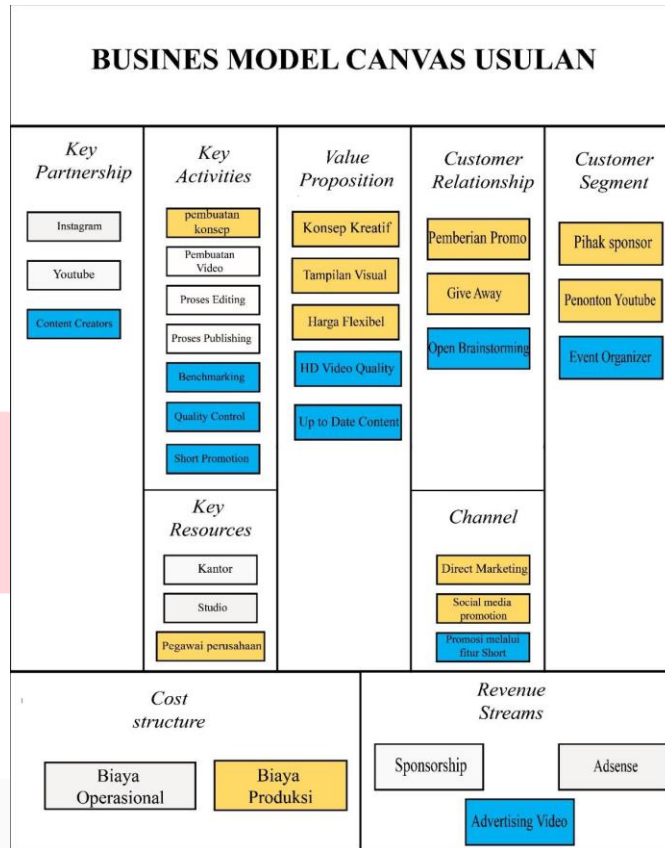 BUSINES MODEL CANVAS USULAN
Key
Partnership
Instagram
Youtube
Content Creators
Key
Activities
pembuatan
konsep
Pembuatan
Video
Proses Editing
Proses Publishing
Benchmarking
Quality Control
Short Promotion
Key
Resources
Kantor
Studio
Pegawai perusahaan
Value
Proposition
Konsep Kreatif
Tampilan Visual
Harga Flexibel
HD Video Quality
Up to Date Content
Customer
Relationship
Pemberian Promo
Give Away
Open Brainstorming
Channel
Direct Marketing
Social media
promotion
Promosi melalui
fitur Short
Customer
Segment
Pihak sponsor
Penonton Youtube
Event Organizer
Cost
structure
Biaya
Operasional
Biaya
Produksi
Revenue
Streams
Sponsorship
Adsense
Advertising Video